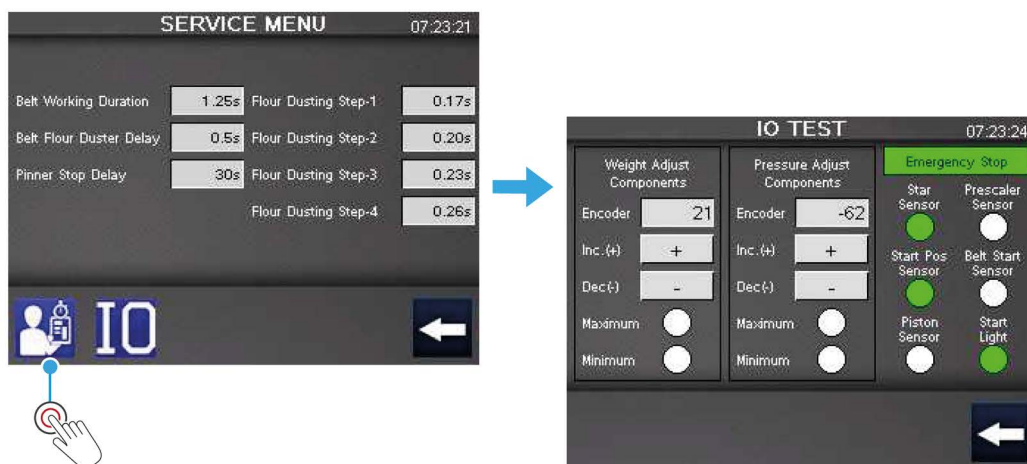 SERVICE MENU 07:23:21
Belt Working Duration 1.25s Flour Dusting Step-1 0.17s
Belt Flour Duster Delay 0.5s Flour Dusting Step-2 0.20s
Pinner Stop Delay 30s Flour Dusting Step-3 0.23s
Flour Dusting Step-4 0.26s
IO
IO TEST 07:23:24
Weight Adjust
Components
Encoder 21
Inc.(+) +
Dec(-) -
Maximum
Minimum
Pressure Adjust
Components
Encoder -62
Inc.(+) +
Dec(-) -
Maximum
Minimum
Emergency Stop
Star
Sensor
Prescaler
Sensor
Start Pos
Sensor
Belt Start
Sensor
Piston
Sensor
Start
Light